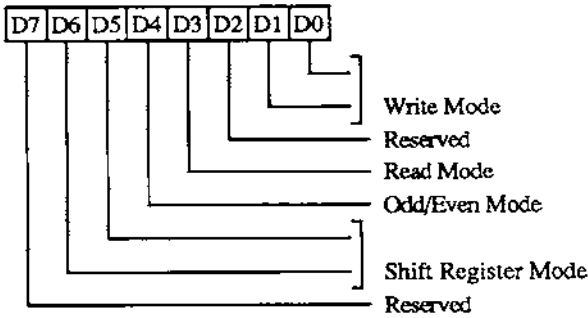 D7 D6 D5 D4 D3 D2 D1 D0
Write Mode
Reserved
Read Mode
Odd/Even Mode
Shift Register Mode
Reserved